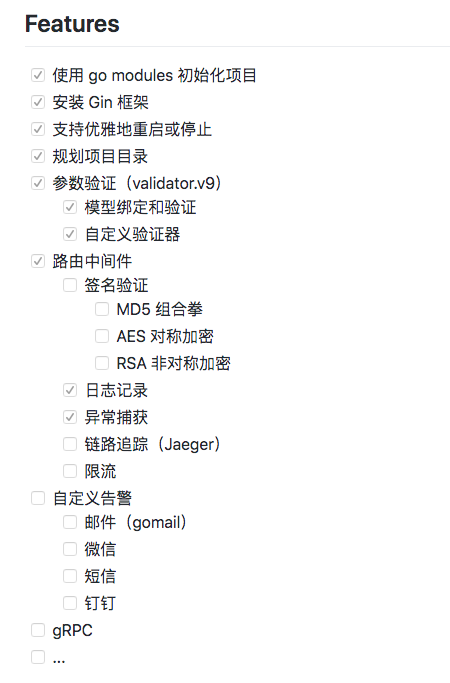 Features
使用 go modules 初始化项目
安装 Gin 框架
支持优雅地重启或停止
规划项目目录
参数验证（validator.v9）
模型绑定和验证
自定义验证器
路由中间件
签名验证
MD5 组合拳
AES 对称加密
RSA 非对称加密
日志记录
异常捕获
链路追踪（Jaeger）
限流
自定义告警
邮件（gomail）
微信
短信
钉钉
gRPC
...